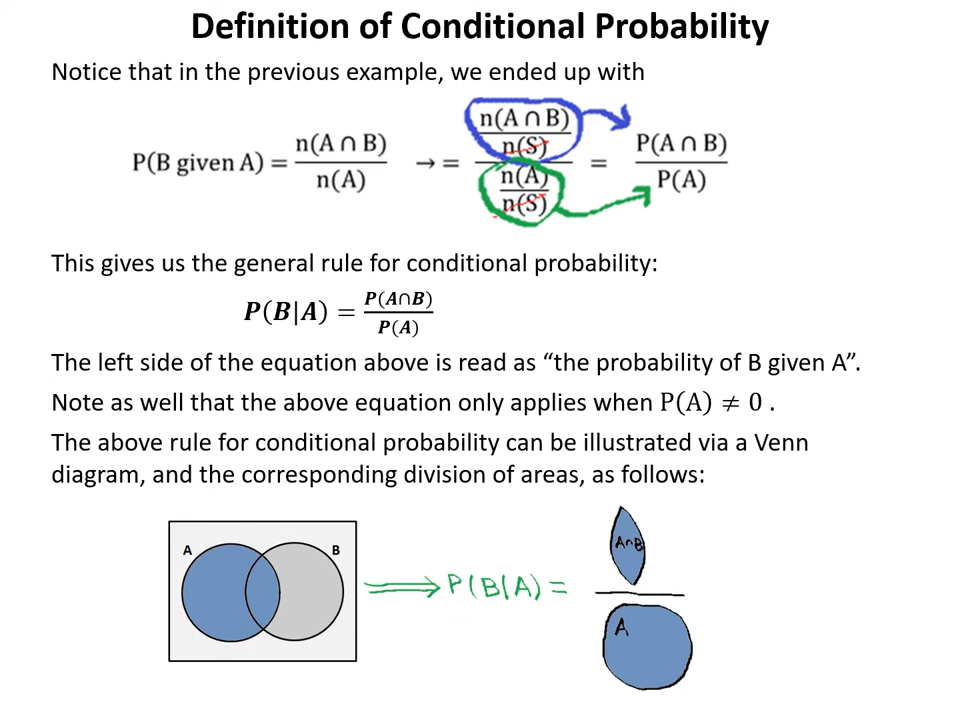 Definition of Conditional Probability
Notice that in the previous example, we ended up with
P(B given A) = n(A ∩ B)/n(A) → = (n(A ∩ B)/n(S))/(n(A)/n(S)) = P(A ∩ B)/P(A)
This gives us the general rule for conditional probability:
P(B|A) = P(A∩B)/P(A)
The left side of the equation above is read as “the probability of B given A”.
Note as well that the above equation only applies when P(A) ≠ 0 .
The above rule for conditional probability can be illustrated via a Venn
diagram, and the corresponding division of areas, as follows:
A B
P(B|A) =
A∩B
A